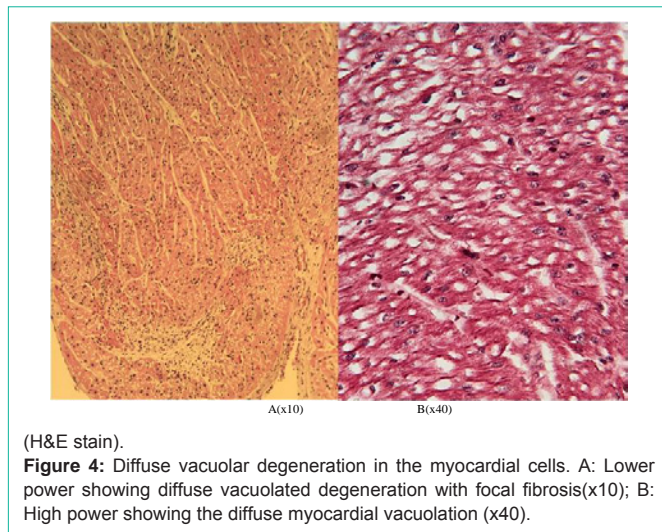 A(x10) B(x40)
(H&E stain).
Figure 4: Diffuse vacuolar degeneration in the myocardial cells. A: Lower
power showing diffuse vacuolated degeneration with focal fibrosis(x10); B:
High power showing the diffuse myocardial vacuolation (x40).